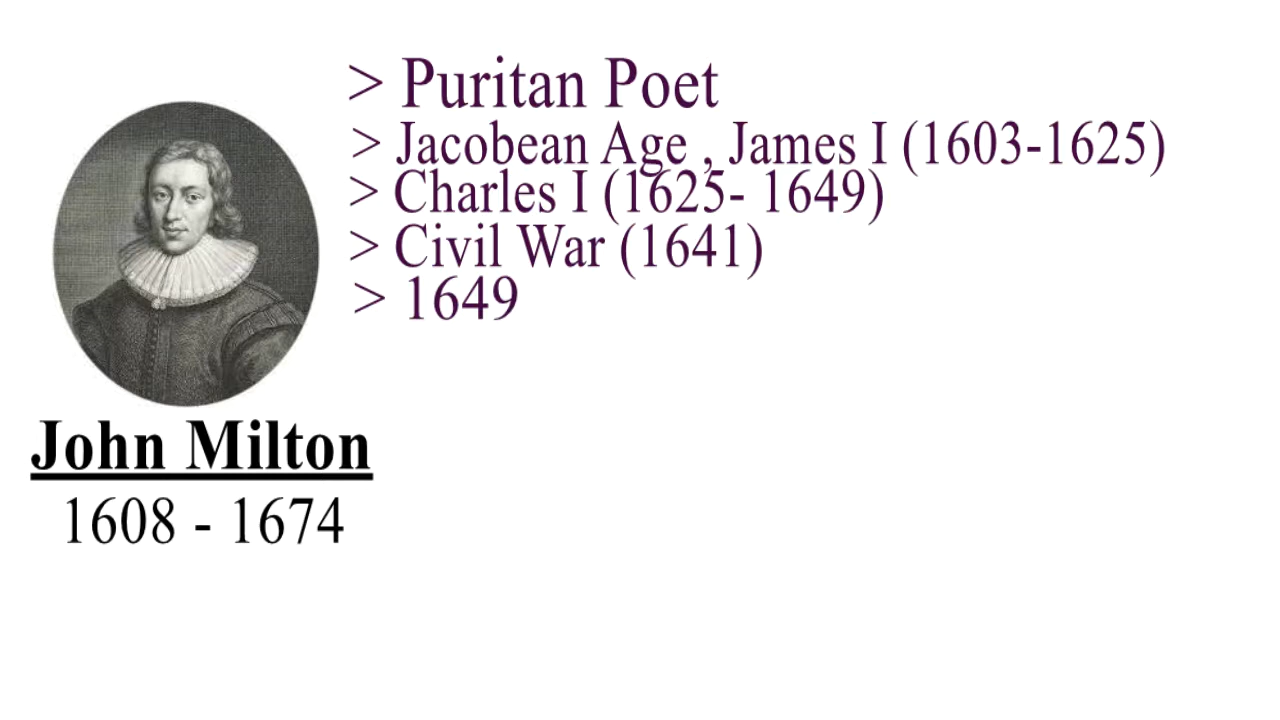 > Puritan Poet
> Jacobean Age , James I (1603-1625)
> Charles I (1625- 1649)
> Civil War (1641)
> 1649
John Milton
1608 - 1674